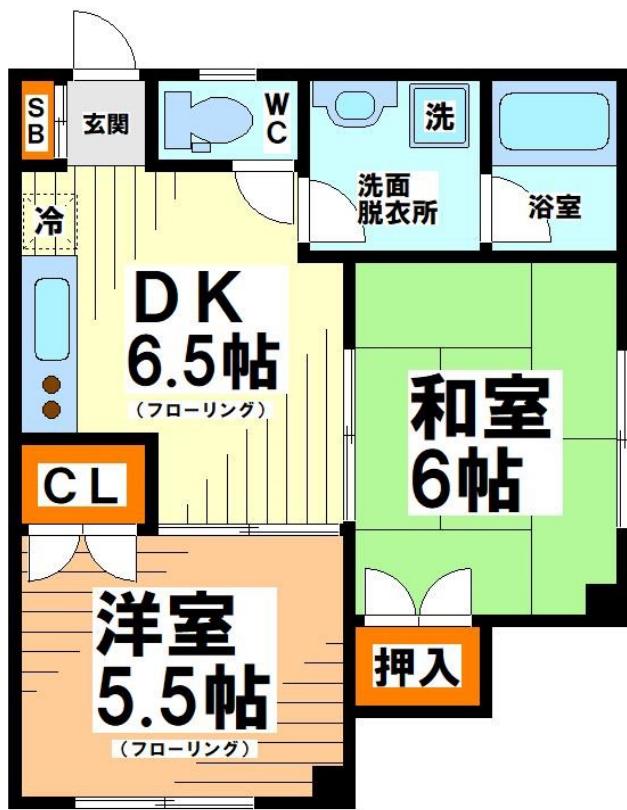 SB
玄関
WC
洗
洗面
脱衣所
浴室
冷
DK
6.5帖
(フローリング)
和室
6帖
CL
洋室
5.5帖
(フローリング)
押入